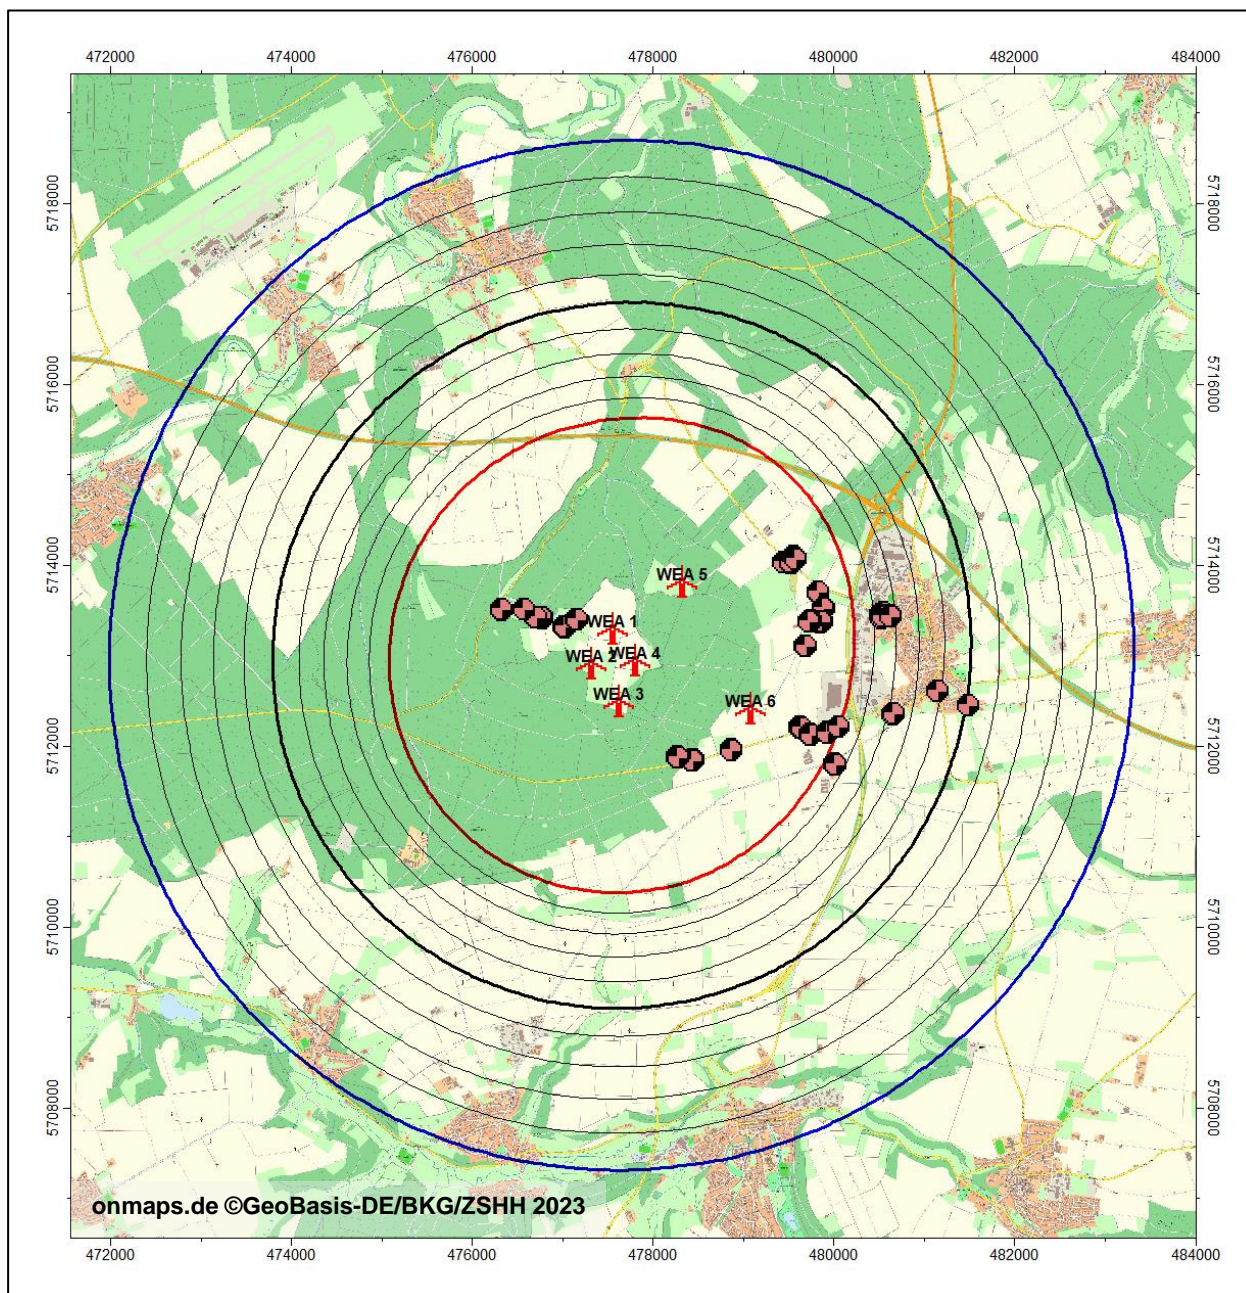 472000 474000 476000 478000 480000 482000 484000
5718000 5718000
5716000 5716000
5714000 5714000
WEA 5
WEA 1
WEA 2 WEA 4
WEA 3 WEA 6
5712000 5712000
5710000 5710000
5708000 5708000
onmaps.de ©GeoBasis-DE/BKG/ZSHH 2023
472000 474000 476000 478000 480000 482000 484000